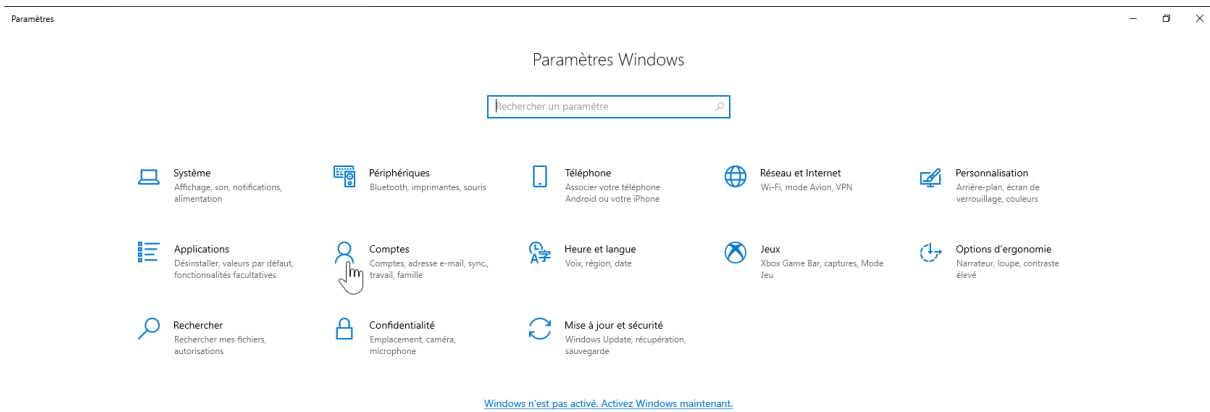 Paramètres
Paramètres Windows
Rechercher un paramètre
Système
Affichage, son, notifications,
alimentation
Périphériques
Bluetooth, imprimantes, souris
Téléphone
Associer votre téléphone
Android ou votre iPhone
Réseau et Internet
Wi-Fi, mode Avion, VPN
Personnalisation
Arrière-plan, écran de
verrouillage, couleurs
Applications
Désinstaller, valeurs par défaut,
fonctionnalités facultatives
Comptes
Comptes, adresse e-mail, sync.,
travail, famille
Heure et langue
Voix, région, date
Jeux
Xbox Game Bar, captures, Mode
Jeu
Options d'ergonomie
Narrateur, loupe, contraste
élevé
Rechercher
Rechercher mes fichiers,
autorisations
Confidentialité
Emplacement, caméra,
microphone
Mise à jour et sécurité
Windows Update, récupération,
sauvegarde
Windows n'est pas activé. Activez Windows maintenant.